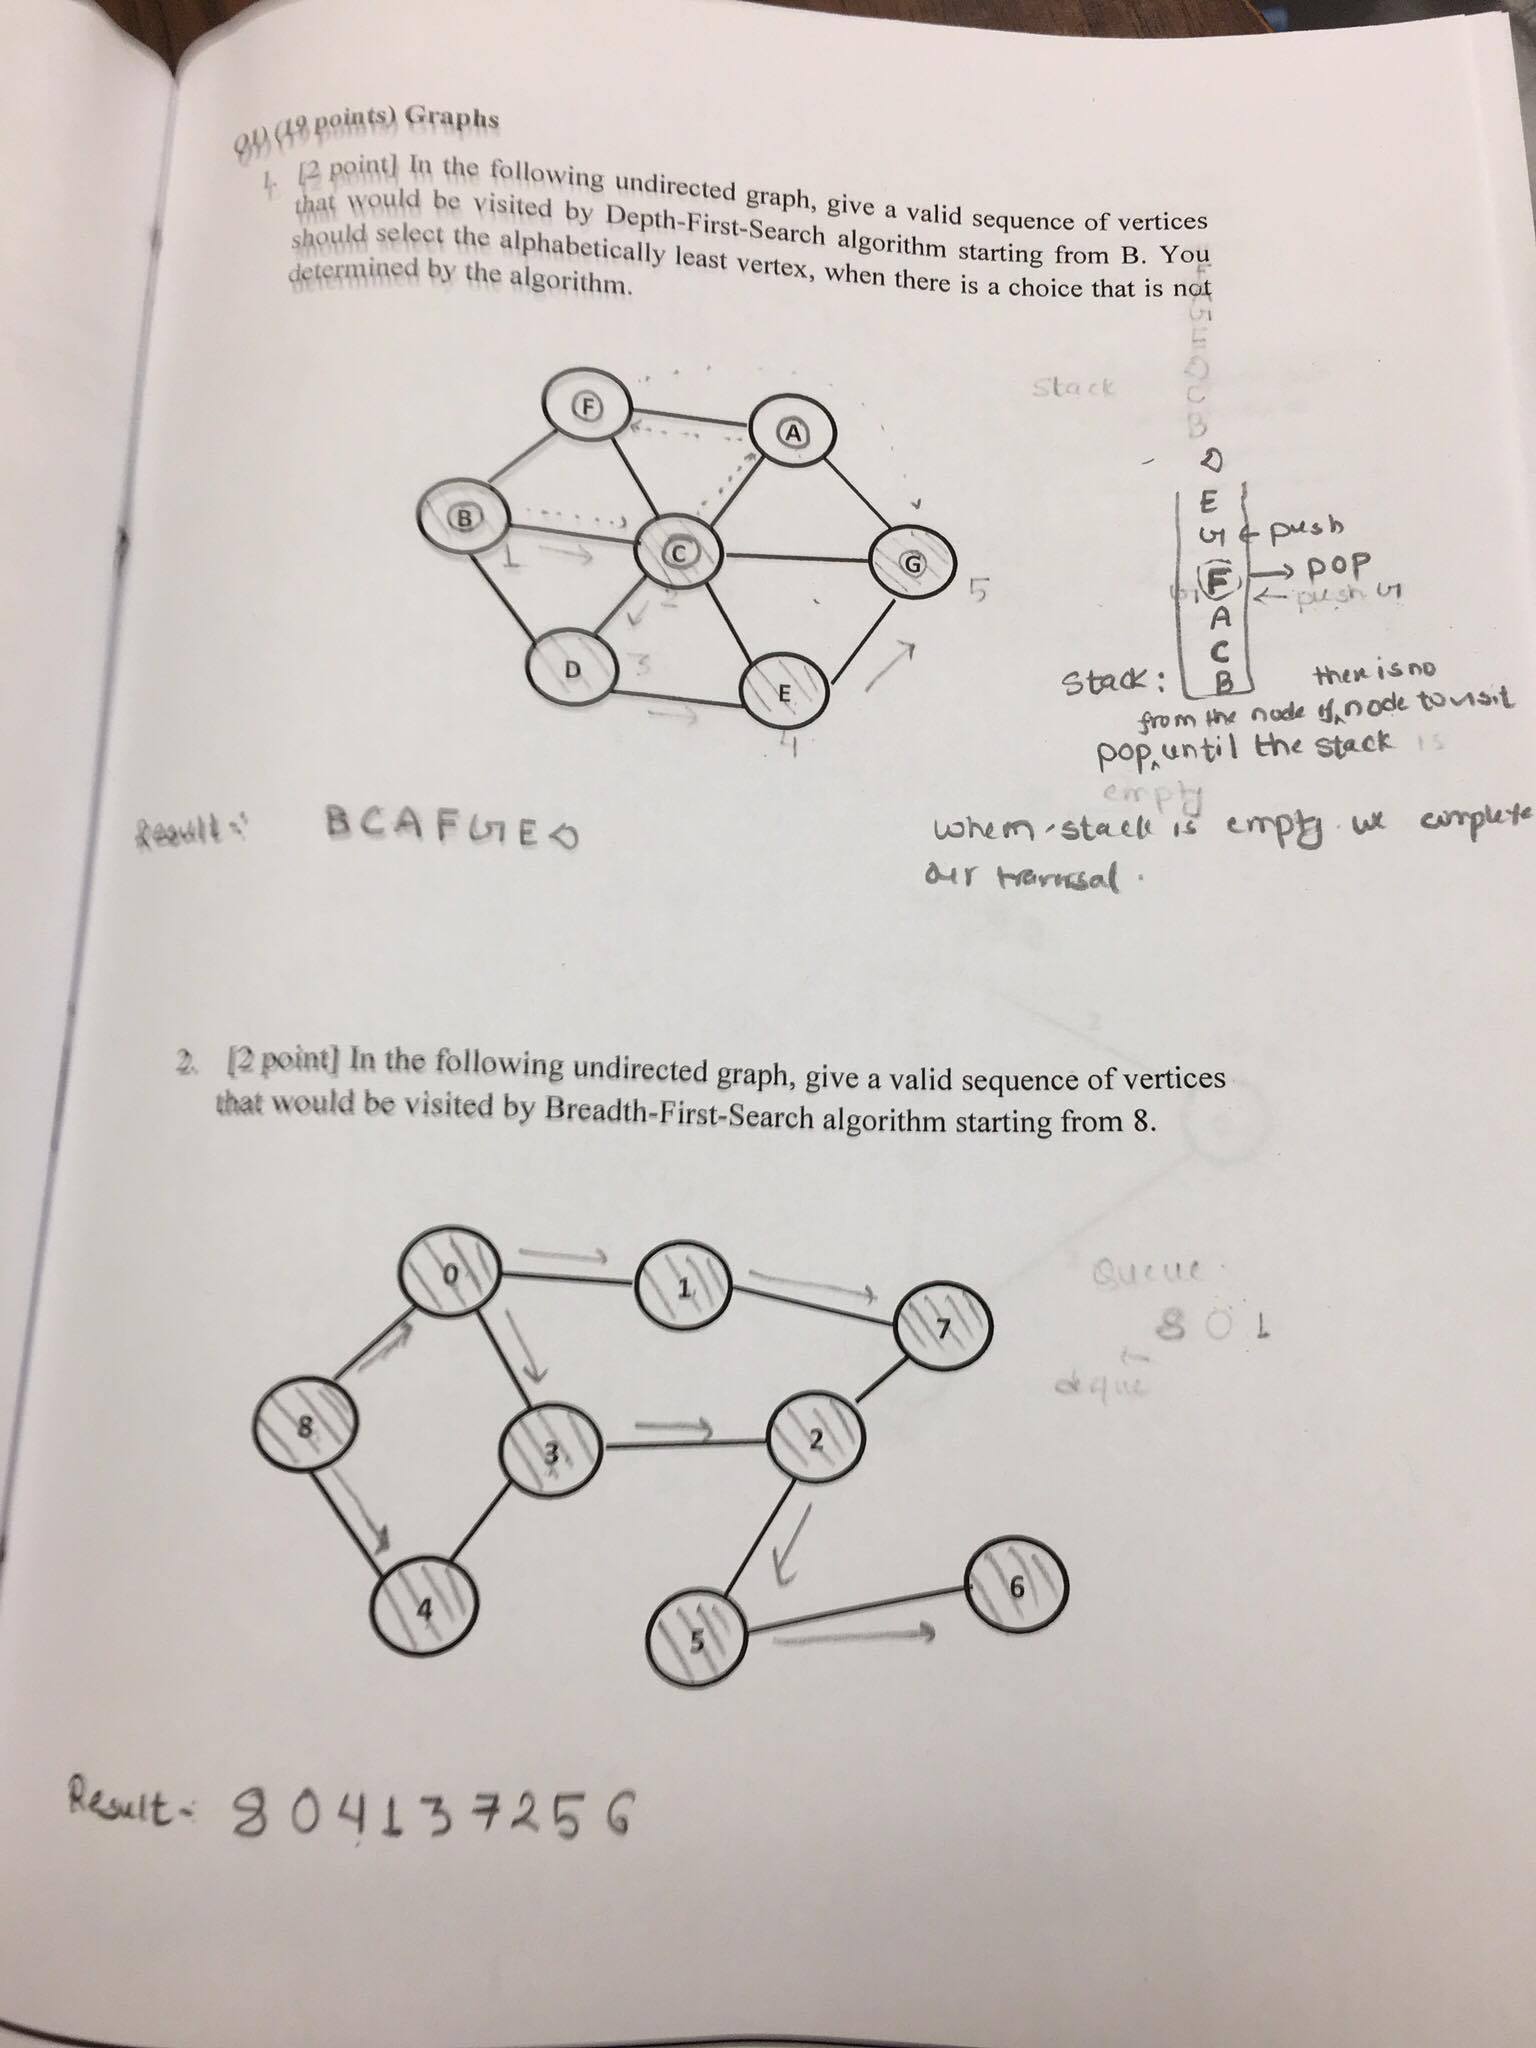 Q1) (19 points) Graphs
1. [2 point] In the following undirected graph, give a valid sequence of vertices
that would be visited by Depth-First-Search algorithm starting from B. You
should select the alphabetically least vertex, when there is a choice that is not
determined by the algorithm.
Stack
F
A
B
C
G
D
E
1
2
3
4
5
D
E
G ← push
F → pop
← push G
A
C
B
Stack:
there is no
from the node if ^ node to visit
pop ^ until the stack is
empty
Result: B C A F G E D
when stack is empty we complete
our traversal.
2. [2 point] In the following undirected graph, give a valid sequence of vertices
that would be visited by Breadth-First-Search algorithm starting from 8.
0
1
7
8
3
2
4
5
6
Queue
8 0 1
←
deque
Result - 8 0 4 1 3 7 2 5 6